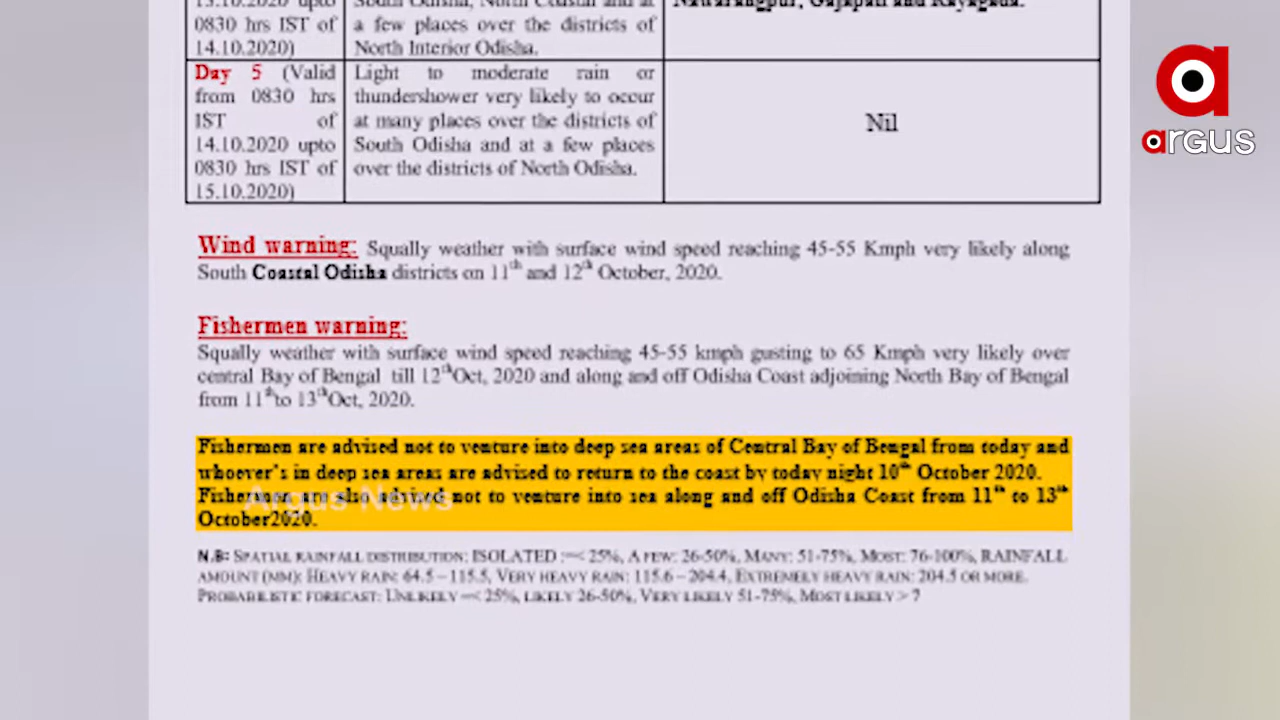 13.10.2020 upto
0830 hrs IST of
14.10.2020)
South Odisha, North Coastal and at
a few places over the districts of
North Interior Odisha.
Nawarangpur, Gajapati and Rayagada.
Day 5 (Valid
from 0830 hrs
IST of
14.10.2020 upto
0830 hrs IST of
15.10.2020)
Light to moderate rain or
thundershower very likely to occur
at many places over the districts of
South Odisha and at a few places
over the districts of North Odisha.
Nil
argus
Wind warning: Squally weather with surface wind speed reaching 45-55 Kmph very likely along
South Coastal Odisha districts on 11th and 12th October, 2020.
Fishermen warning:
Squally weather with surface wind speed reaching 45-55 kmph gusting to 65 Kmph very likely over
central Bay of Bengal till 12thOct, 2020 and along and off Odisha Coast adjoining North Bay of Bengal
from 11thto 13thOct, 2020.
Fishermen are advised not to venture into deep sea areas of Central Bay of Bengal from today and
whoever's in deep sea areas are advised to return to the coast by today night 10th October 2020.
Fishermen are also advised not to venture into sea along and off Odisha Coast from 11th to 13th
October2020.
Argus News
N.B: SPATIAL RAINFALL DISTRIBUTION: ISOLATED :=< 25%, A FEW: 26-50%, MANY: 51-75%, MOST: 76-100%, RAINFALL
AMOUNT (MM): HEAVY RAIN: 64.5 – 115.5, VERY HEAVY RAIN: 115.6 – 204.4, EXTREMELY HEAVY RAIN: 204.5 OR MORE.
PROBABILISTIC FORECAST: UNLIKELY =< 25%, LIKELY 26-50%, VERY LIKELY 51-75%, MOST LIKELY > 7